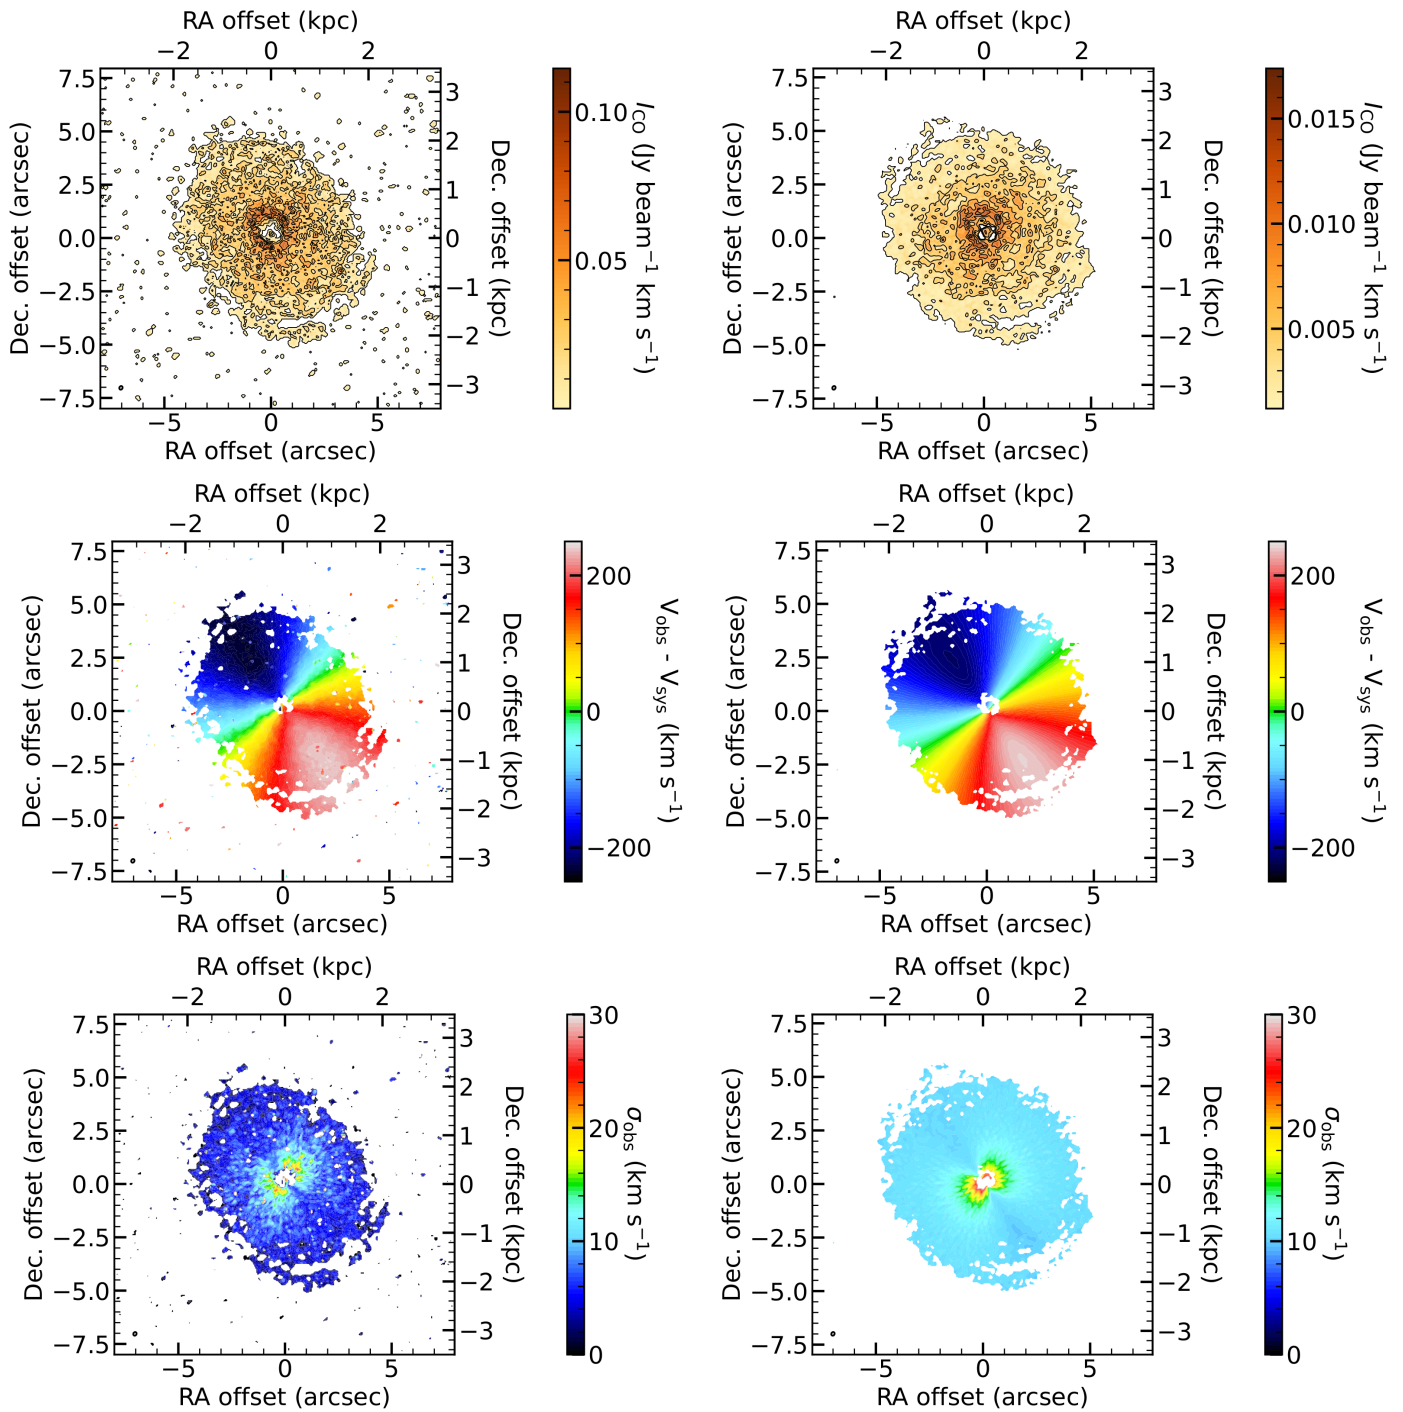 RA offset (kpc)
−2 0 2
7.5
5.0
2.5
0.0
−2.5
−5.0
−7.5
Dec. offset (arcsec)
3
2
1
0
−1
−2
−3
Dec. offset (kpc)
−5 0 5
RA offset (arcsec)
0.10
0.05
I_CO (Jy beam⁻¹ km s⁻¹)
RA offset (kpc)
−2 0 2
7.5
5.0
2.5
0.0
−2.5
−5.0
−7.5
Dec. offset (arcsec)
3
2
1
0
−1
−2
−3
Dec. offset (kpc)
−5 0 5
RA offset (arcsec)
0.015
0.010
0.005
I_CO (Jy beam⁻¹ km s⁻¹)
RA offset (kpc)
−2 0 2
7.5
5.0
2.5
0.0
−2.5
−5.0
−7.5
Dec. offset (arcsec)
3
2
1
0
−1
−2
−3
Dec. offset (kpc)
−5 0 5
RA offset (arcsec)
200
0
−200
V_obs - V_sys (km s⁻¹)
RA offset (kpc)
−2 0 2
7.5
5.0
2.5
0.0
−2.5
−5.0
−7.5
Dec. offset (arcsec)
3
2
1
0
−1
−2
−3
Dec. offset (kpc)
−5 0 5
RA offset (arcsec)
200
0
−200
V_obs - V_sys (km s⁻¹)
RA offset (kpc)
−2 0 2
7.5
5.0
2.5
0.0
−2.5
−5.0
−7.5
Dec. offset (arcsec)
3
2
1
0
−1
−2
−3
Dec. offset (kpc)
−5 0 5
RA offset (arcsec)
30
20
10
0
σ_obs (km s⁻¹)
RA offset (kpc)
−2 0 2
7.5
5.0
2.5
0.0
−2.5
−5.0
−7.5
Dec. offset (arcsec)
3
2
1
0
−1
−2
−3
Dec. offset (kpc)
−5 0 5
RA offset (arcsec)
30
20
10
0
σ_obs (km s⁻¹)